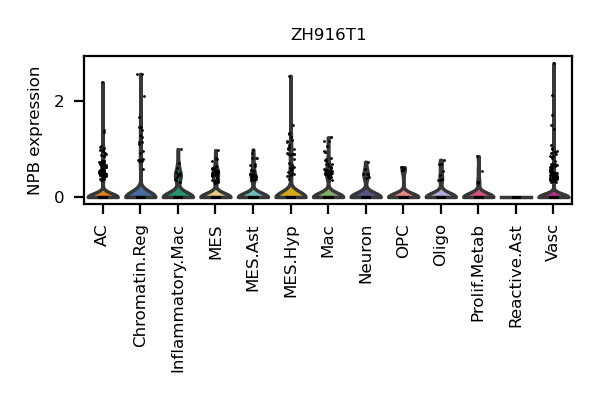 ZH916T1
NPB expression
2
0
AC
Chromatin.Reg
Inflammatory.Mac
MES
MES.Ast
MES.Hyp
Mac
Neuron
OPC
Oligo
Prolif.Metab
Reactive.Ast
Vasc